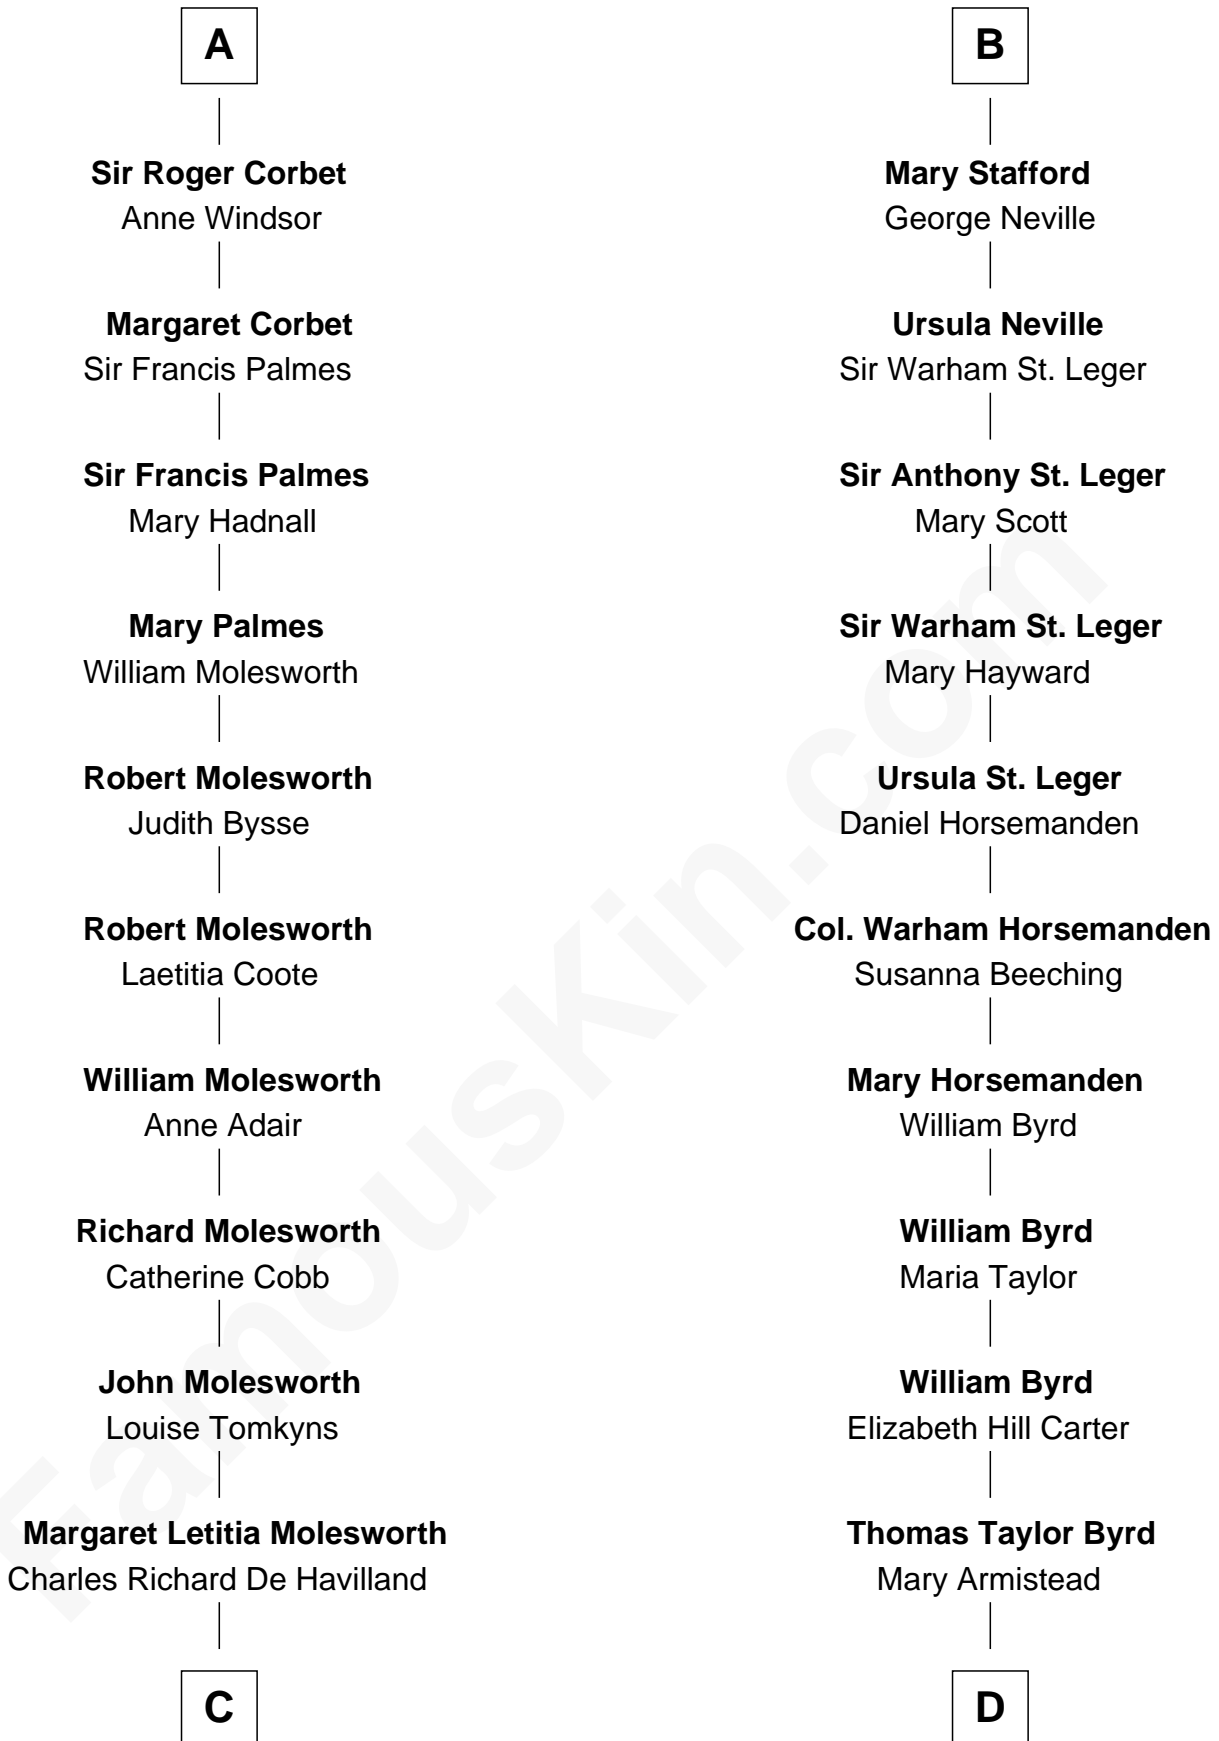 A
Sir Roger Corbet
Anne Windsor
Margaret Corbet
Sir Francis Palmes
Sir Francis Palmes
Mary Hadnall
Mary Palmes
William Molesworth
Robert Molesworth
Judith Bysse
Robert Molesworth
Laetitia Coote
William Molesworth
Anne Adair
Richard Molesworth
Catherine Cobb
John Molesworth
Louise Tomkyns
Margaret Letitia Molesworth
Charles Richard De Havilland
C
B
Mary Stafford
George Neville
Ursula Neville
Sir Warham St. Leger
Sir Anthony St. Leger
Mary Scott
Sir Warham St. Leger
Mary Hayward
Ursula St. Leger
Daniel Horsemanden
Col. Warham Horsemanden
Susanna Beeching
Mary Horsemanden
William Byrd
William Byrd
Maria Taylor
William Byrd
Elizabeth Hill Carter
Thomas Taylor Byrd
Mary Armistead
D
FamousKin.com